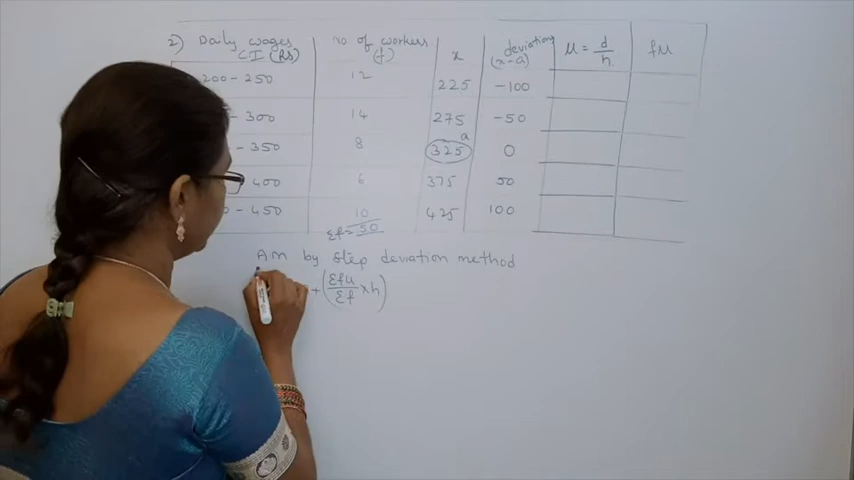 2) Daily wages CI (Rs) No of workers (f) x deviation (x-a) u = d/h fu
200 - 250 12 225 -100
- 300 14 275 -50
- 350 8 a 325 0
- 400 6 375 50
- 450 10 425 100
Σf = 50
Am by step deviation method
+ (Σfu/Σf × h)